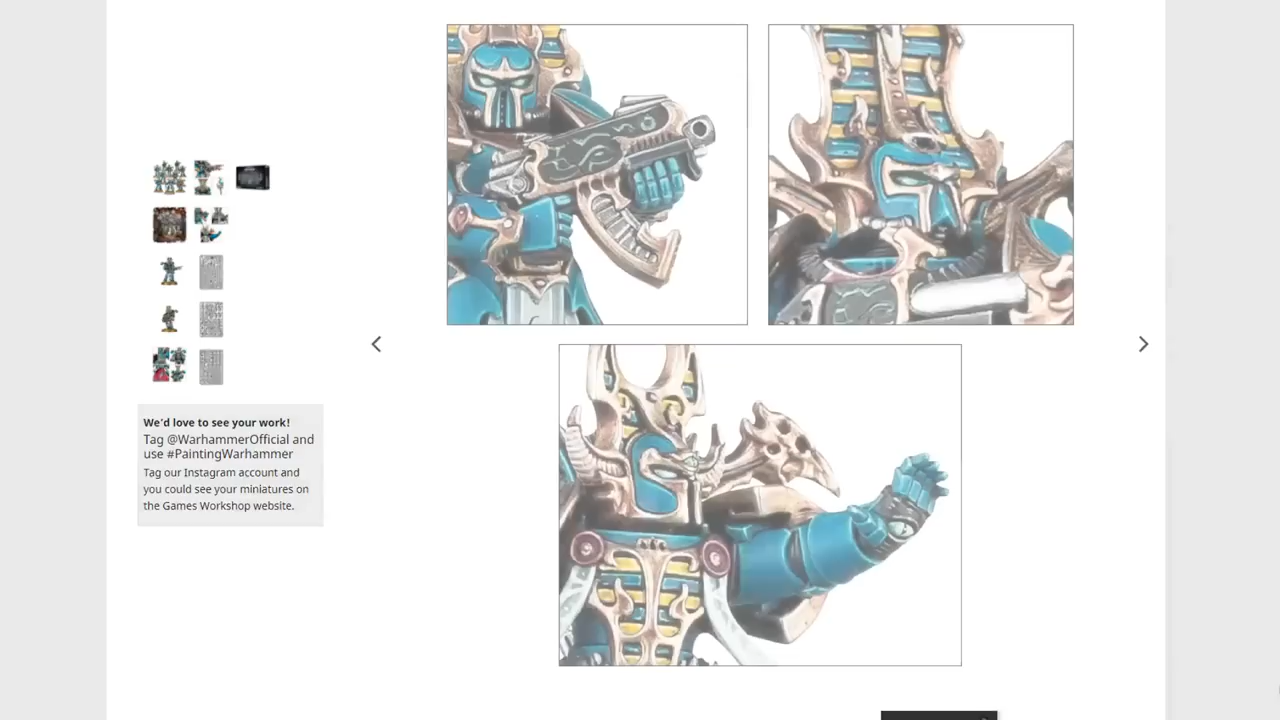 We'd love to see your work!
Tag @WarhammerOfficial and
use #PaintingWarhammer
Tag our Instagram account and
you could see your miniatures on
the Games Workshop website.